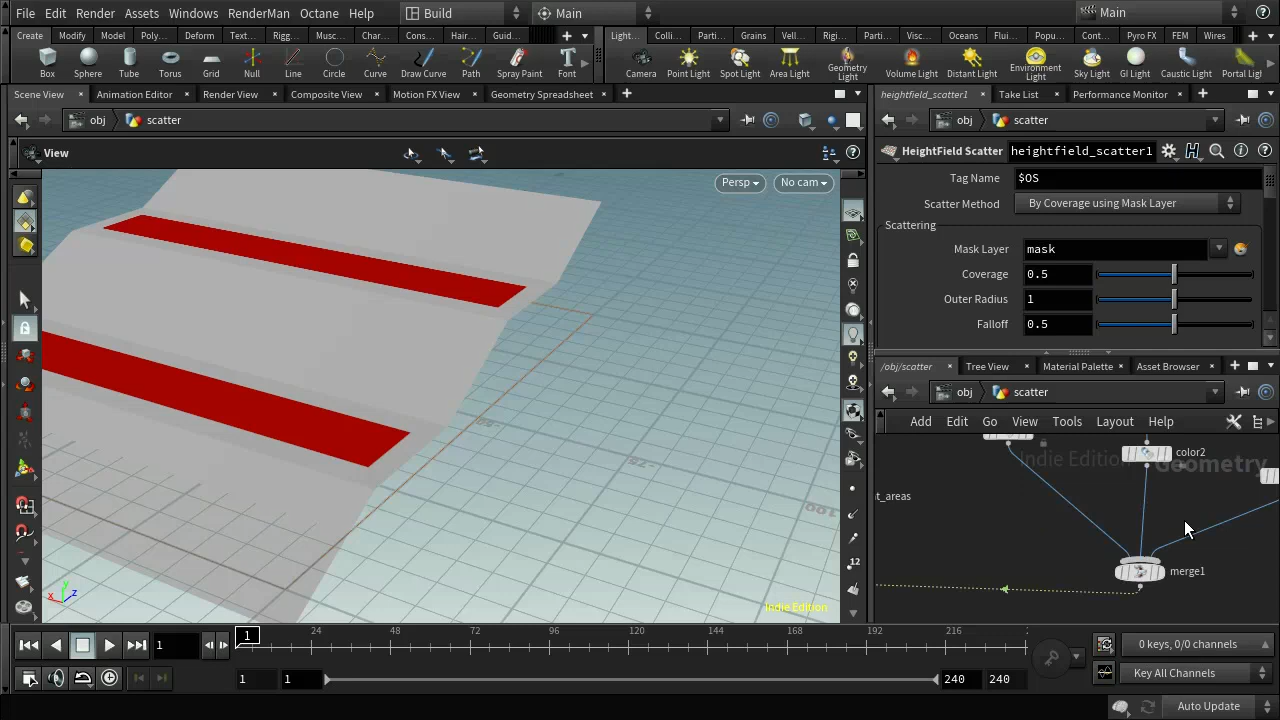 File Edit Render Assets Windows RenderMan Octane Help Build Main Main
Create Modify Model Poly... Deform Text... Rigg... Musc... Char... Cons... Hair... Guid... Light... Colli... Parti... Grains Vell... Rigi... Parti... Visc... Oceans Flui... Popu... Cont... Pyro FX FEM Wires
Box Sphere Tube Torus Grid Null Line Circle Curve Draw Curve Path Spray Paint Font Camera Point Light Spot Light Area Light Geometry Light Volume Light Distant Light Environment Light Sky Light GI Light Caustic Light Portal Ligl
Scene View Animation Editor Render View Composite View Motion FX View Geometry Spreadsheet heightfield_scatter1 Take List Performance Monitor
obj scatter obj scatter
View HeightField Scatter heightfield_scatter1
Persp No cam
Tag Name $OS
Scatter Method By Coverage using Mask Layer
Scattering
Mask Layer mask
Coverage 0.5
Outer Radius 1
Falloff 0.5
/obj/scatter Tree View Material Palette Asset Browser
obj scatter
Add Edit Go View Tools Layout Help
Indie Edition Geometry
color2
t_areas
merge1
-75
100
x y z
12
Indie Edition
1 1 24 48 72 96 120 144 168 192 216 0 keys, 0/0 channels
1 1 240 240 Key All Channels
Auto Update